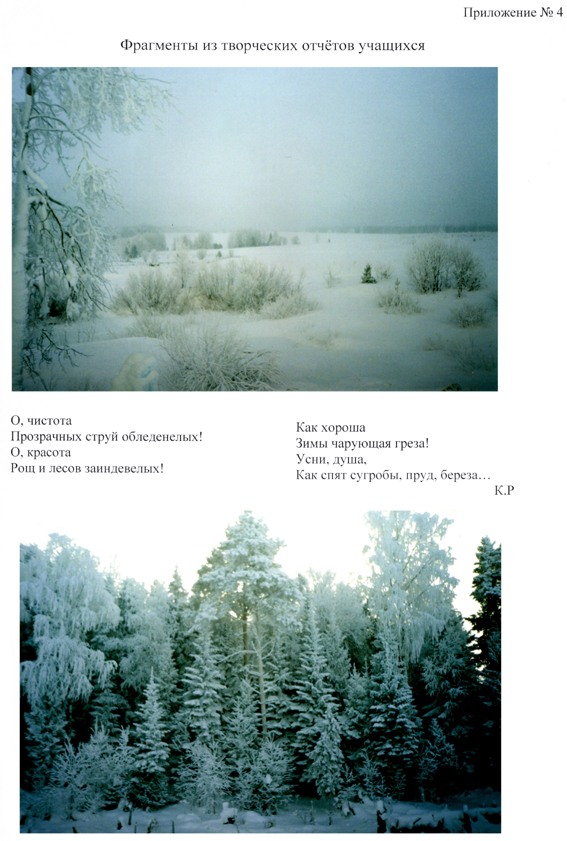 Приложение № 4
Фрагменты из творческих отчётов учащихся
О, чистота
Прозрачных струй обледенелых!
О, красота
Рощ и лесов заиндевелых!
Как хороша
Зимы чарующая греза!
Усни, душа,
Как спят сугробы, пруд, береза…
К.Р